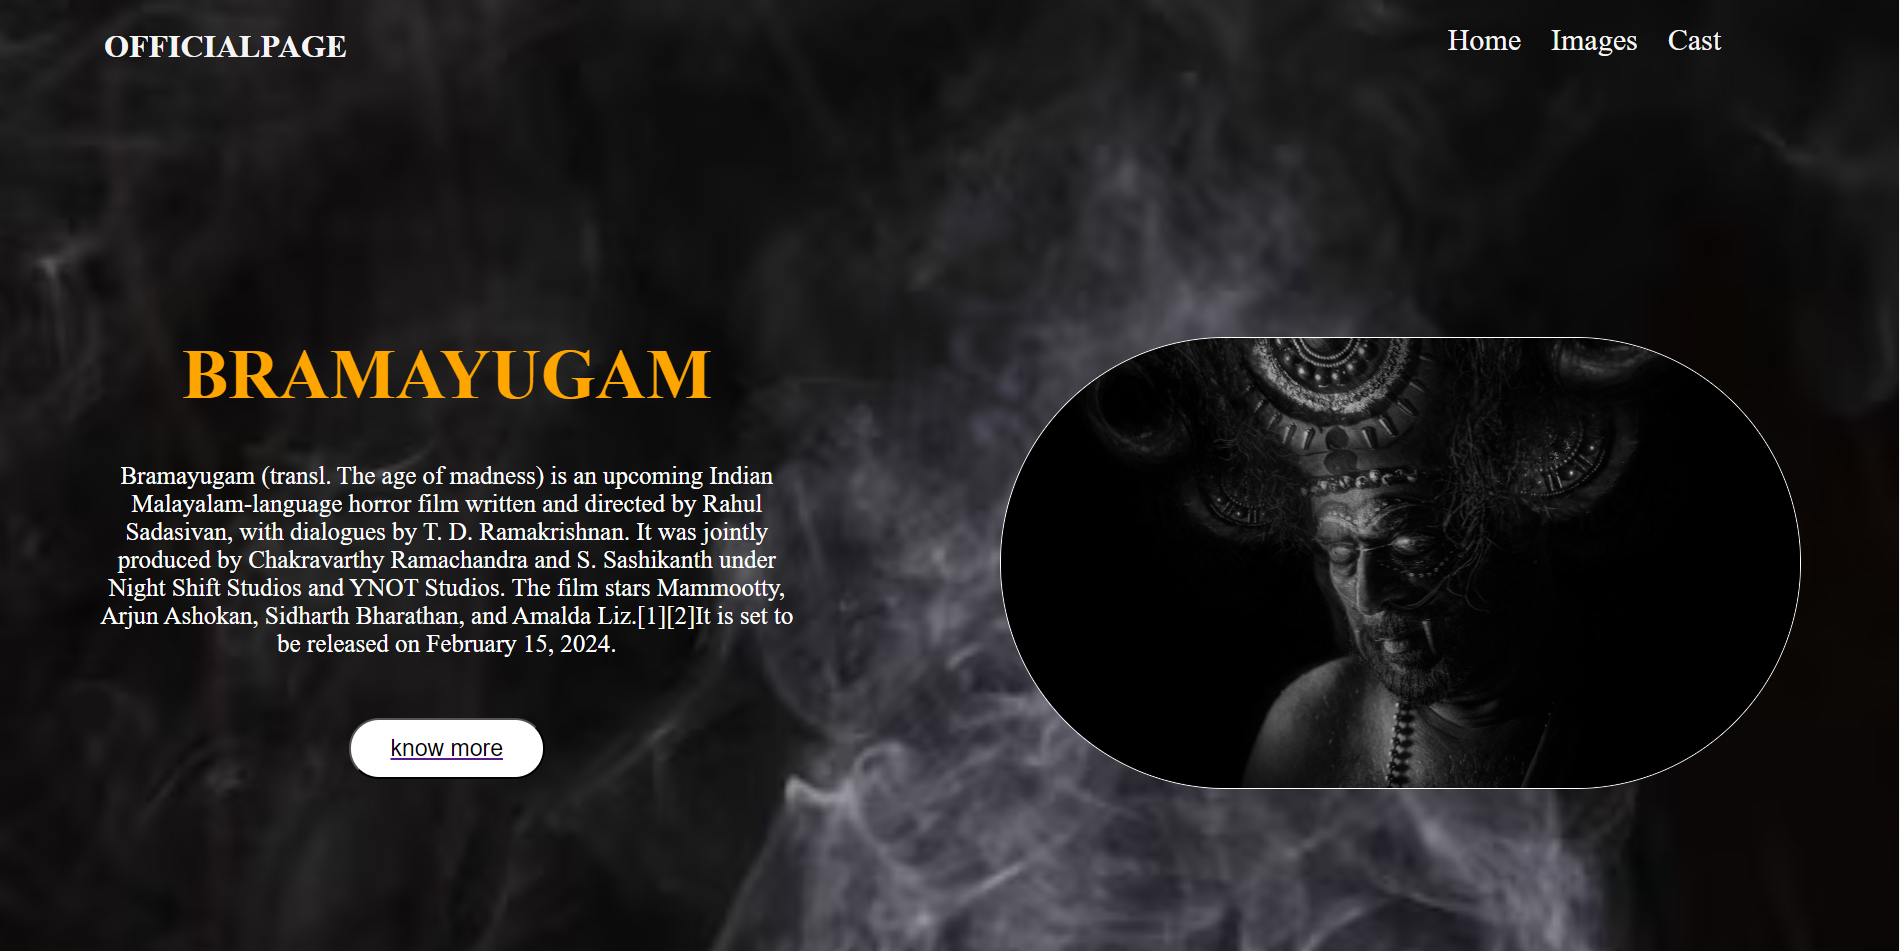 OFFICIALPAGE
Home Images Cast
BRAMAYUGAM
Bramayugam (transl. The age of madness) is an upcoming Indian
Malayalam-language horror film written and directed by Rahul
Sadasivan, with dialogues by T. D. Ramakrishnan. It was jointly
produced by Chakravarthy Ramachandra and S. Sashikanth under
Night Shift Studios and YNOT Studios. The film stars Mammootty,
Arjun Ashokan, Sidharth Bharathan, and Amalda Liz.[1][2]It is set to
be released on February 15, 2024.
know more